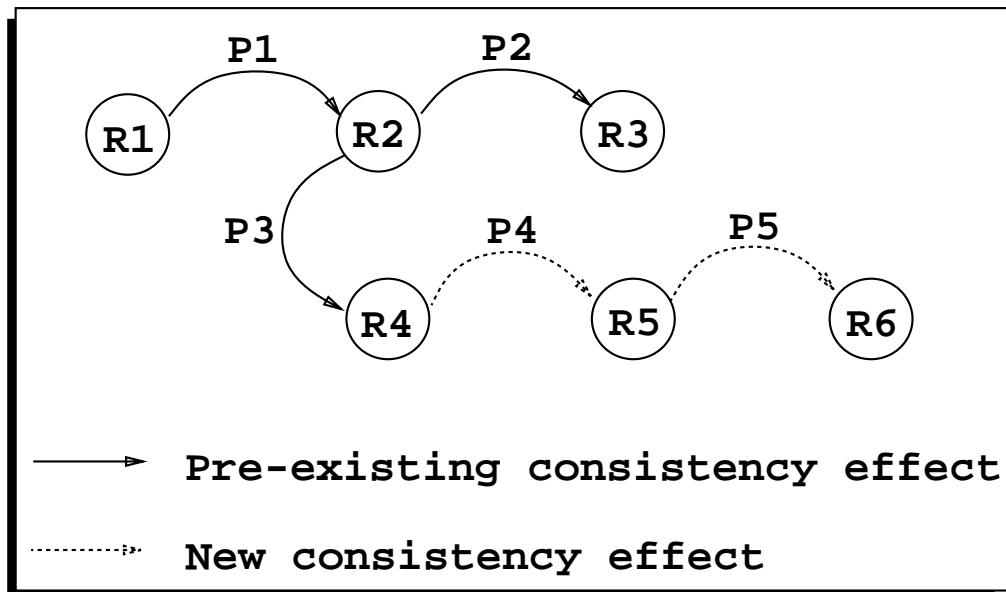 P1
P2
R1
R2
R3
P3
P4
P5
R4
R5
R6
Pre-existing consistency effect
New consistency effect